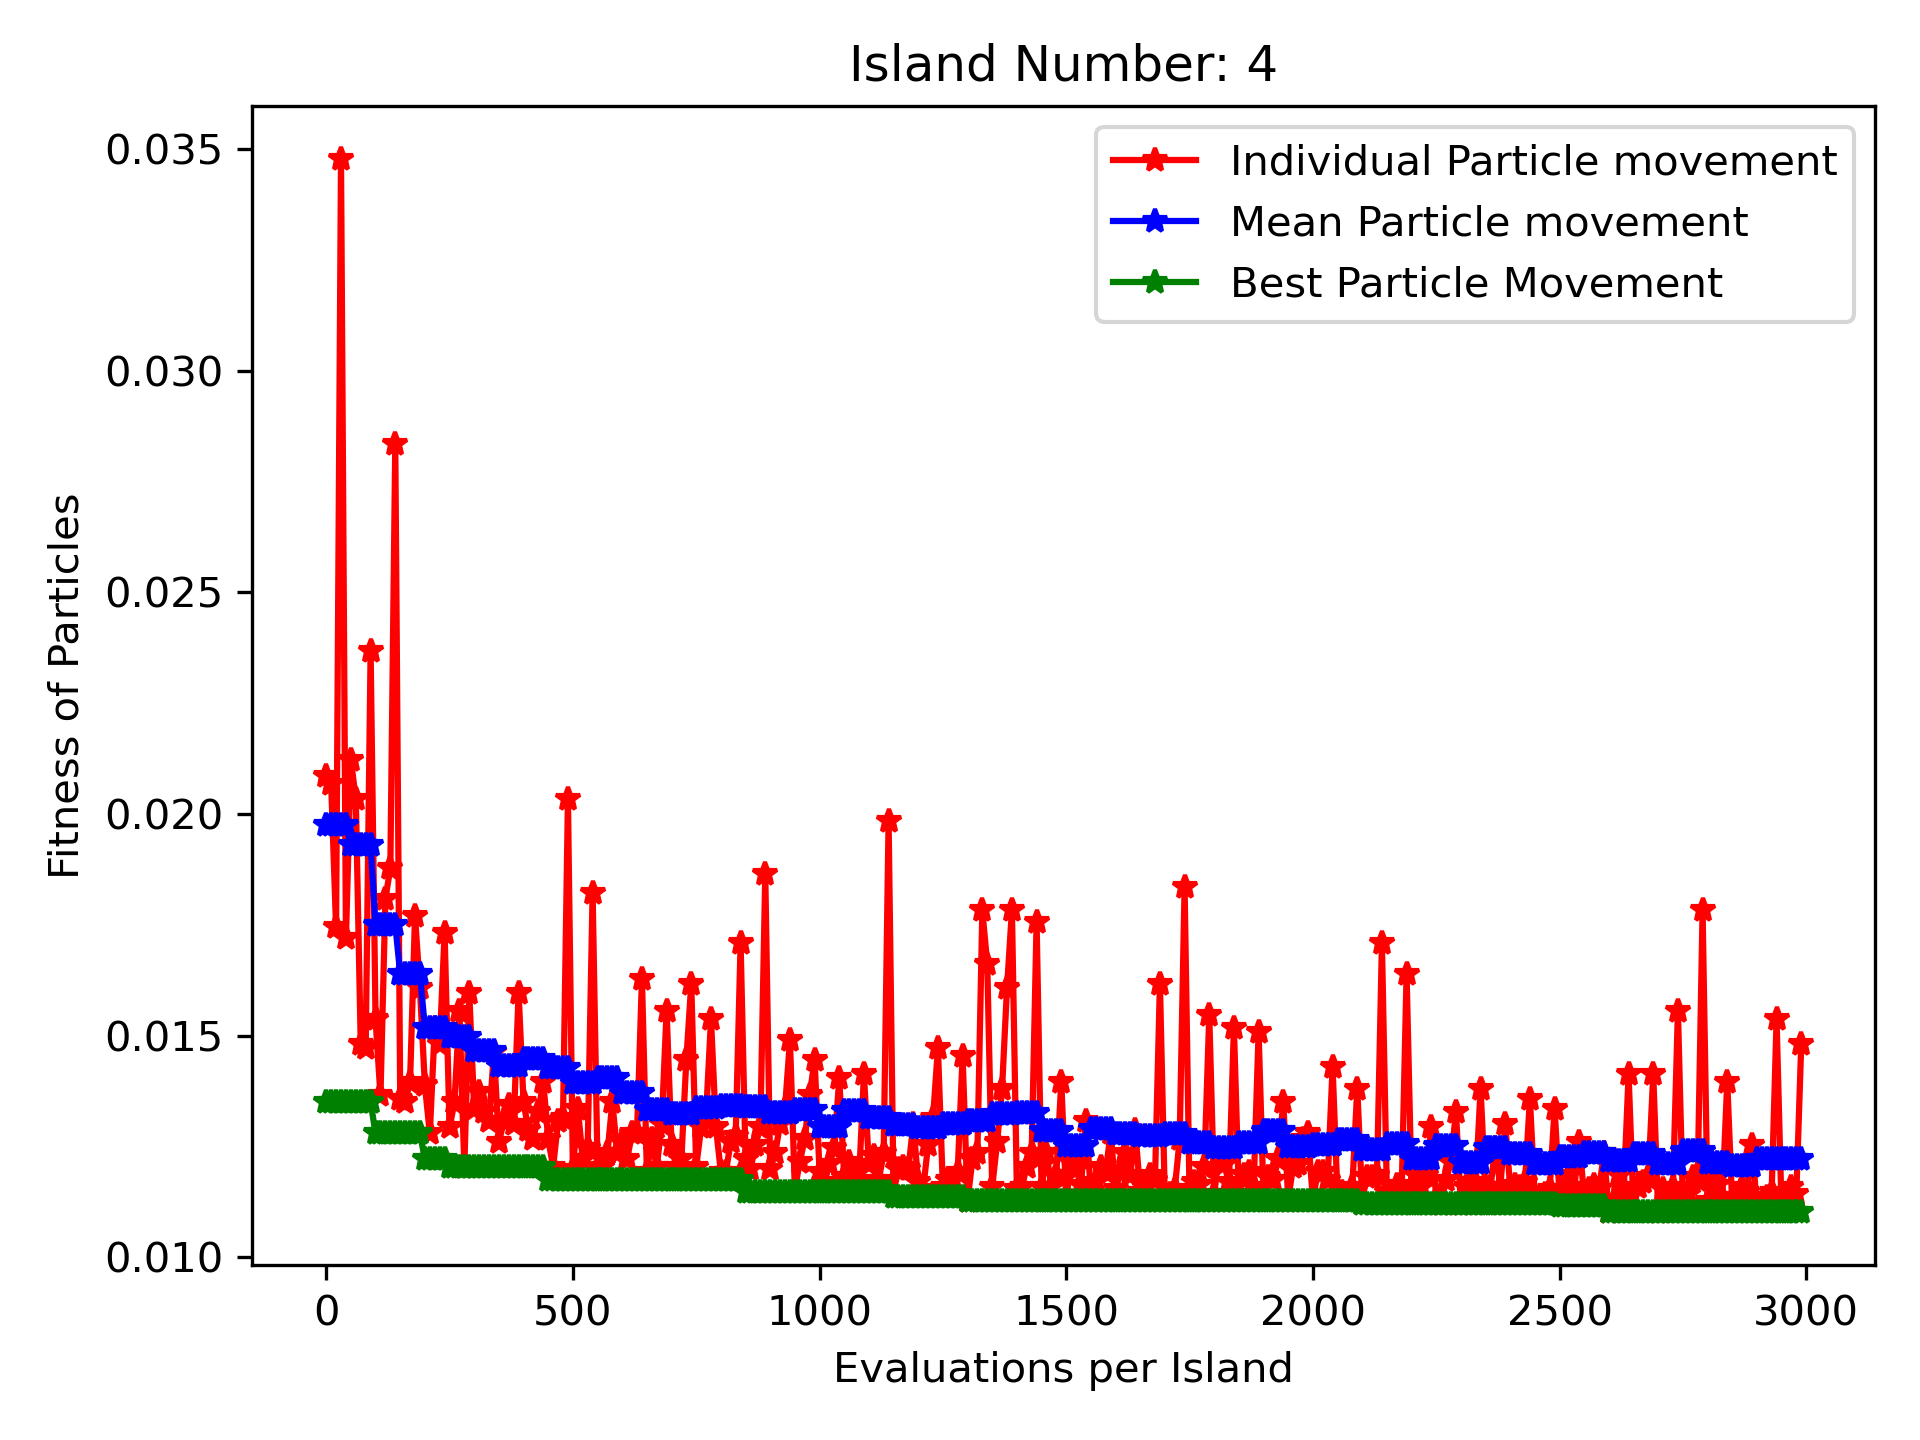 Island Number: 4
Individual Particle movement
Mean Particle movement
Best Particle Movement
Fitness of Particles
0.035
0.030
0.025
0.020
0.015
0.010
0 500 1000 1500 2000 2500 3000
Evaluations per Island